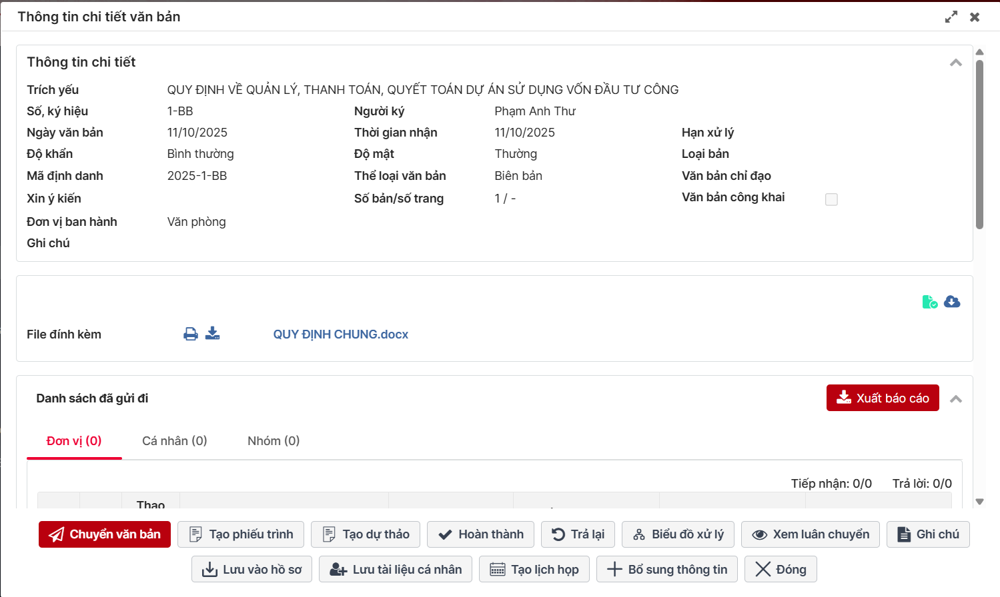 Thông tin chi tiết văn bản
Thông tin chi tiết
Trích yếu QUY ĐỊNH VỀ QUẢN LÝ, THANH TOÁN, QUYẾT TOÁN DỰ ÁN SỬ DỤNG VỐN ĐẦU TƯ CÔNG
Số, ký hiệu 1-BB Người ký Phạm Anh Thư
Ngày văn bản 11/10/2025 Thời gian nhận 11/10/2025 Hạn xử lý
Độ khẩn Bình thường Độ mật Thường Loại bản
Mã định danh 2025-1-BB Thể loại văn bản Biên bản Văn bản chỉ đạo
Xin ý kiến Số bản/số trang 1 / - Văn bản công khai
Đơn vị ban hành Văn phòng
Ghi chú
File đính kèm QUY ĐỊNH CHUNG.docx
Danh sách đã gửi đi Xuất báo cáo
Đơn vị (0) Cá nhân (0) Nhóm (0)
Tiếp nhận: 0/0 Trả lời: 0/0
Thao
Chuyển văn bản Tạo phiếu trình Tạo dự thảo Hoàn thành Trả lại Biểu đồ xử lý Xem luân chuyển Ghi chú
Lưu vào hồ sơ Lưu tài liệu cá nhân Tạo lịch họp Bổ sung thông tin Đóng